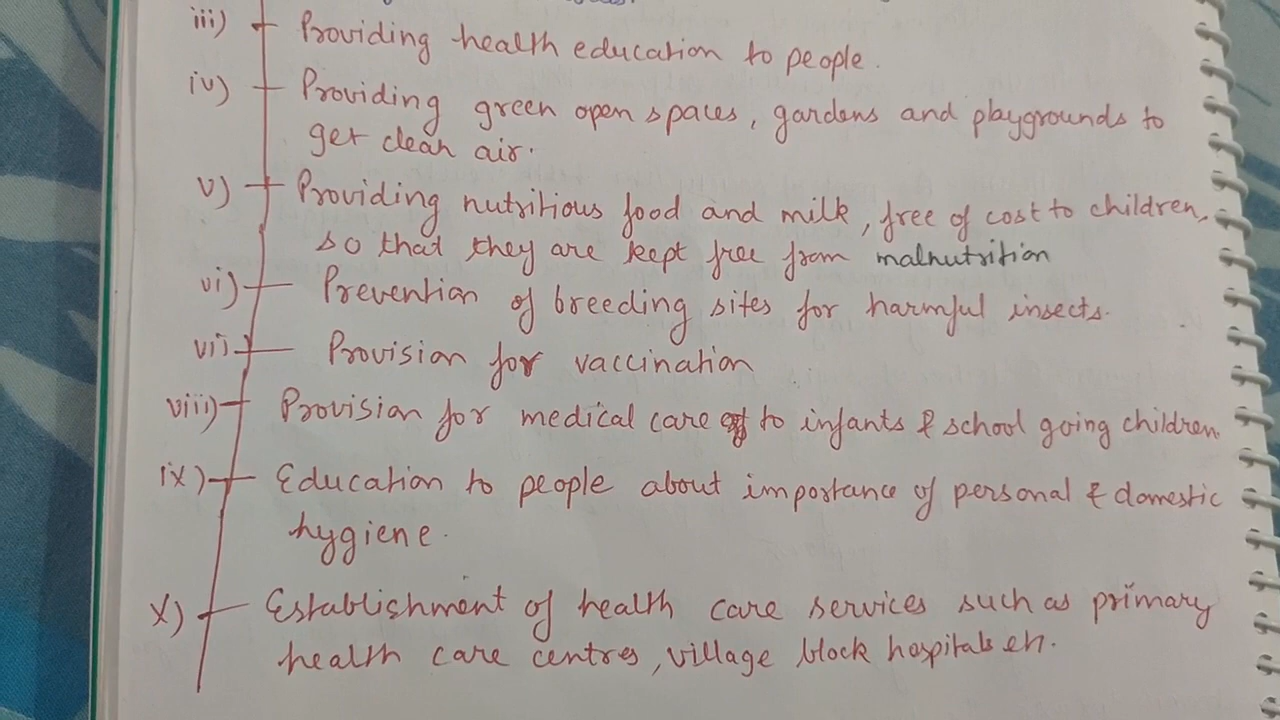 iii) Providing health education to people.
iv) Providing green open spaces, gardens and playgrounds to
get clean air.
v) Providing nutritious food and milk, free of cost to children,
so that they are kept free from malnutrition
vi) Prevention of breeding sites for harmful insects.
vii) Provision for vaccination
viii) Provision for medical care to infants & school going children.
ix) Education to people about importance of personal & domestic
hygiene.
x) Establishment of health care services such as primary
health care centres, village block hospitals etc.